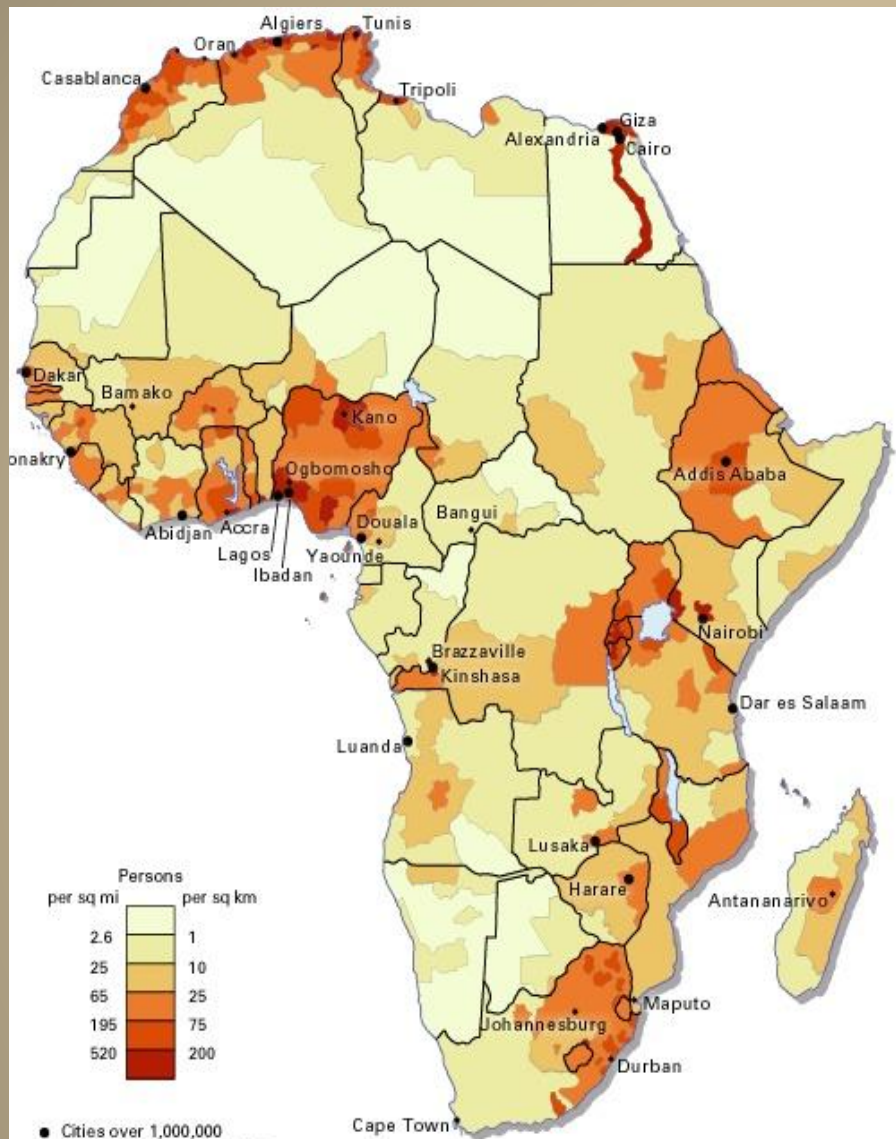 Algiers
Tunis
Oran
Casablanca
Tripoli
Giza
Alexandria
Cairo
Dakar
Bamako
Kano
onakry
Ogbomosho
Addis Ababa
Abidjan
Accra
Douala
Bangui
Lagos
Yaounde
Ibadan
Nairobi
Brazzaville
Kinshasa
Dar es Salaam
Luanda
Lusaka
Harare
Antananarivo
Maputo
Johannesburg
Durban
Cape Town
Persons
per sq mi per sq km
2.6 1
25 10
65 25
195 75
520 200
Cities over 1,000,000